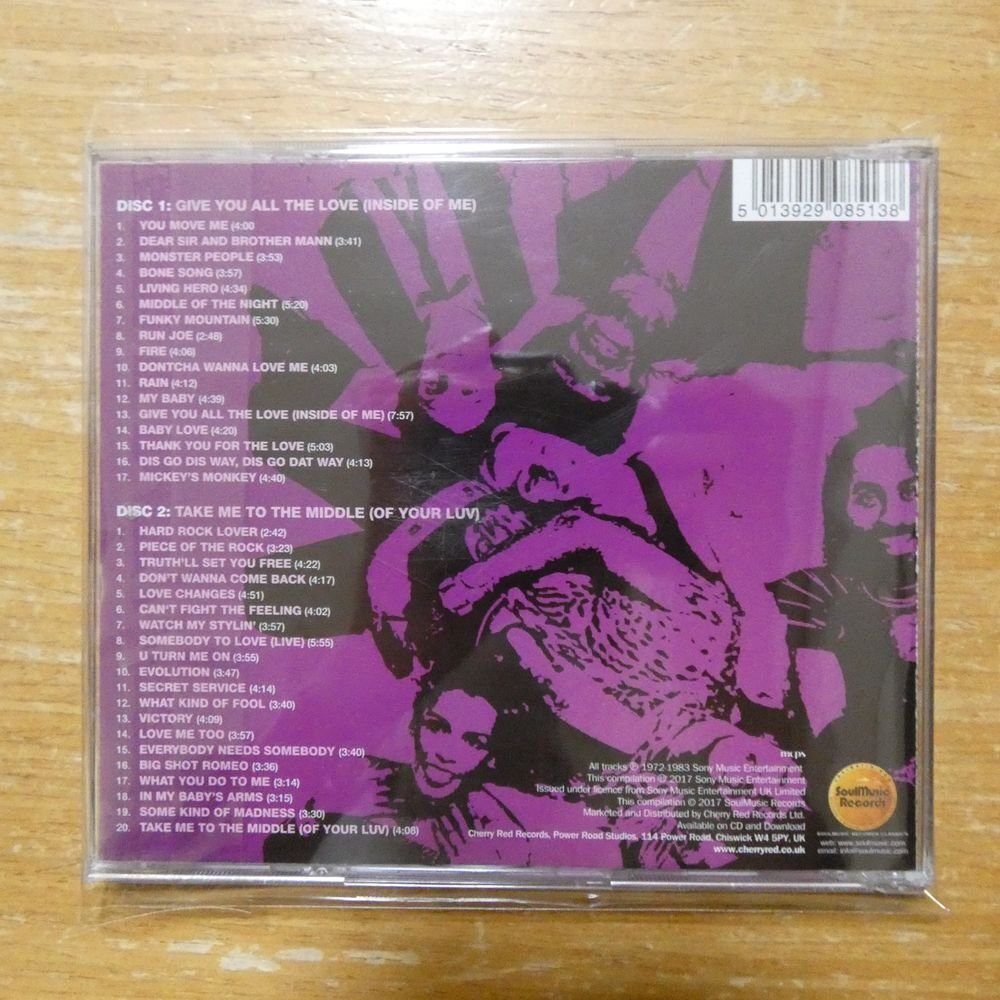 5 013929 085138
DISC 1: GIVE YOU ALL THE LOVE (INSIDE OF ME)
1. YOU MOVE ME (4:00
2. DEAR SIR AND BROTHER MANN (3:41)
3. MONSTER PEOPLE (3:53)
4. BONE SONG (3:57)
5. LIVING HERO (4:34)
6. MIDDLE OF THE NIGHT (5:20)
7. FUNKY MOUNTAIN (5:30)
8. RUN JOE (2:48)
9. FIRE (4:06)
10. DONTCHA WANNA LOVE ME (4:03)
11. RAIN (4:12)
12. MY BABY (4:39)
13. GIVE YOU ALL THE LOVE (INSIDE OF ME) (7:57)
14. BABY LOVE (4:20)
15. THANK YOU FOR THE LOVE (5:03)
16. DIS GO DIS WAY, DIS GO DAT WAY (4:13)
17. MICKEY'S MONKEY (4:40)
DISC 2: TAKE ME TO THE MIDDLE (OF YOUR LUV)
1. HARD ROCK LOVER (2:42)
2. PIECE OF THE ROCK (3:23)
3. TRUTH'LL SET YOU FREE (4:22)
4. DON'T WANNA COME BACK (4:17)
5. LOVE CHANGES (4:51)
6. CAN'T FIGHT THE FEELING (4:02)
7. WATCH MY STYLIN' (3:57)
8. SOMEBODY TO LOVE (LIVE) (5:55)
9. U TURN ME ON (3:55)
10. EVOLUTION (3:47)
11. SECRET SERVICE (4:14)
12. WHAT KIND OF FOOL (3:40)
13. VICTORY (4:09)
14. LOVE ME TOO (3:57)
15. EVERYBODY NEEDS SOMEBODY (3:40)
16. BIG SHOT ROMEO (3:36)
17. WHAT YOU DO TO ME (3:14)
18. IN MY BABY'S ARMS (3:15)
19. SOME KIND OF MADNESS (3:30)
20. TAKE ME TO THE MIDDLE (OF YOUR LUV) (4:08)
mcps
All tracks ℗ 1972-1983 Sony Music Entertainment
This compilation ℗ 2017 Sony Music Entertainment
Issued under licence from Sony Music Entertainment UK Limited
This compilation © 2017 SoulMusic Records
Marketed and Distributed by Cherry Red Records Ltd.
Available on CD and Download
Cherry Red Records, Power Road Studios, 114 Power Road, Chiswick W4 5PY, UK
www.cherryred.co.uk
SoulMusic
Records
SOULMUSIC RECORDS CLASSICS
web: www.soulmusic.com
email: info@soulmusic.com